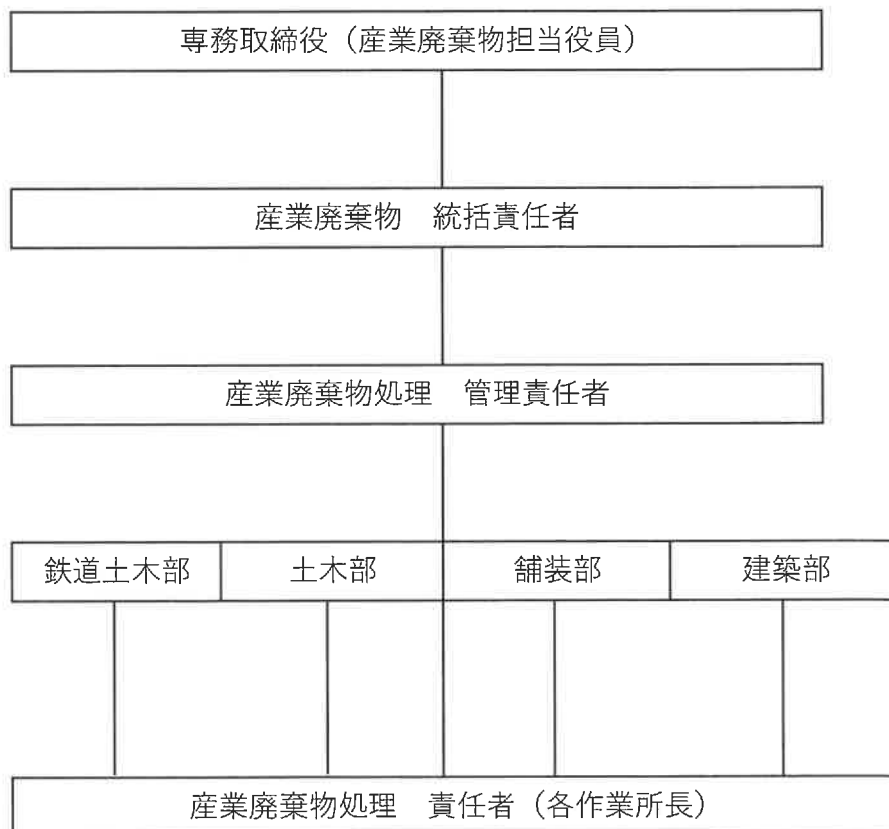 専務取締役（産業廃棄物担当役員）
産業廃棄物　統括責任者
産業廃棄物処理　管理責任者
鉄道土木部　土木部　舗装部　建築部
産業廃棄物処理　責任者（各作業所長）